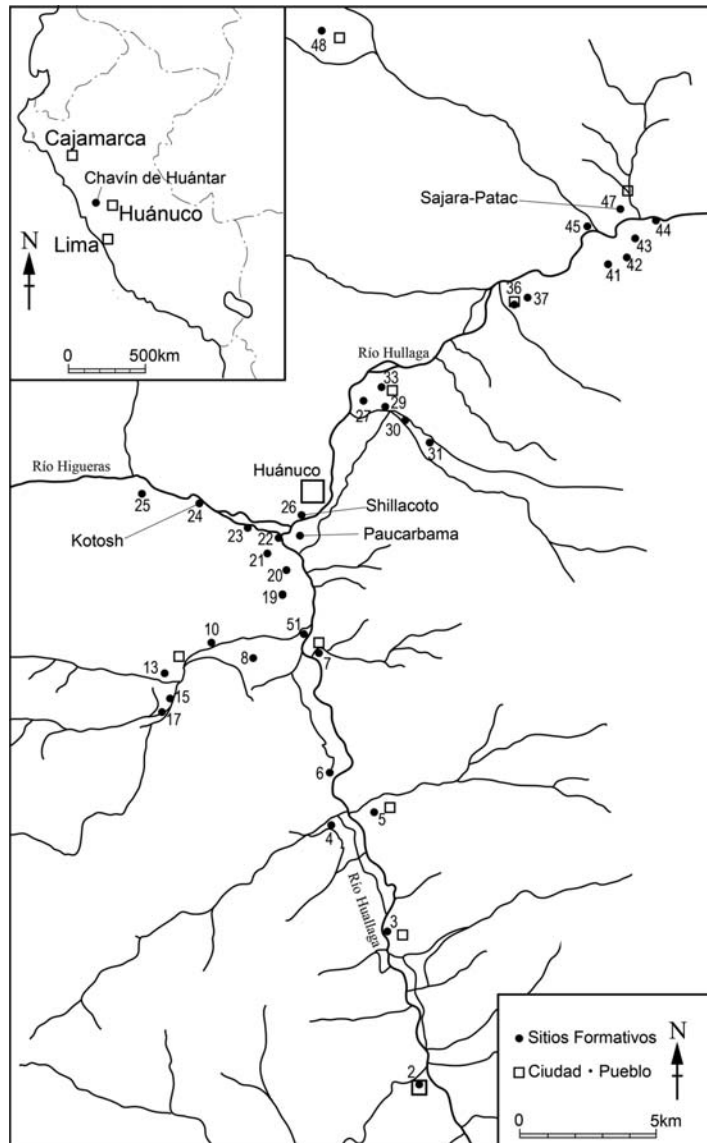 48
Cajamarca
Chavín de Huántar
Huánuco
Lima
N
0 500km
47
Sajara-Patac
45
44
43
42
41
36
37
Río Hullaga
33
27
29
30
31
Río Higueras
Huánuco
25
24
26
Shillacoto
Kotosh
23
22
Paucarbama
21
20
19
51
10
8
7
13
15
17
6
5
4
Río Huallaga
3
2
Sitios Formativos
N
Ciudad・Pueblo
0 5km